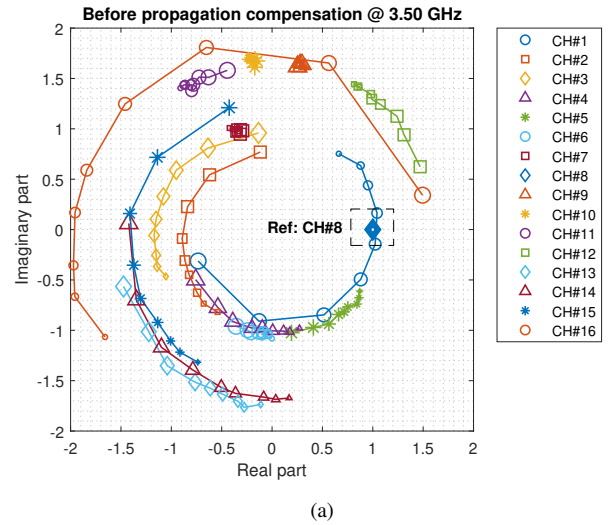 Before propagation compensation @ 3.50 GHz
2
1.5
1
0.5
0
-0.5
-1
-1.5
-2
Imaginary part
Ref: CH#8
-2
-1.5
-1
-0.5
0
0.5
1
1.5
2
Real part
CH#1
CH#2
CH#3
CH#4
CH#5
CH#6
CH#7
CH#8
CH#9
CH#10
CH#11
CH#12
CH#13
CH#14
CH#15
CH#16
(a)